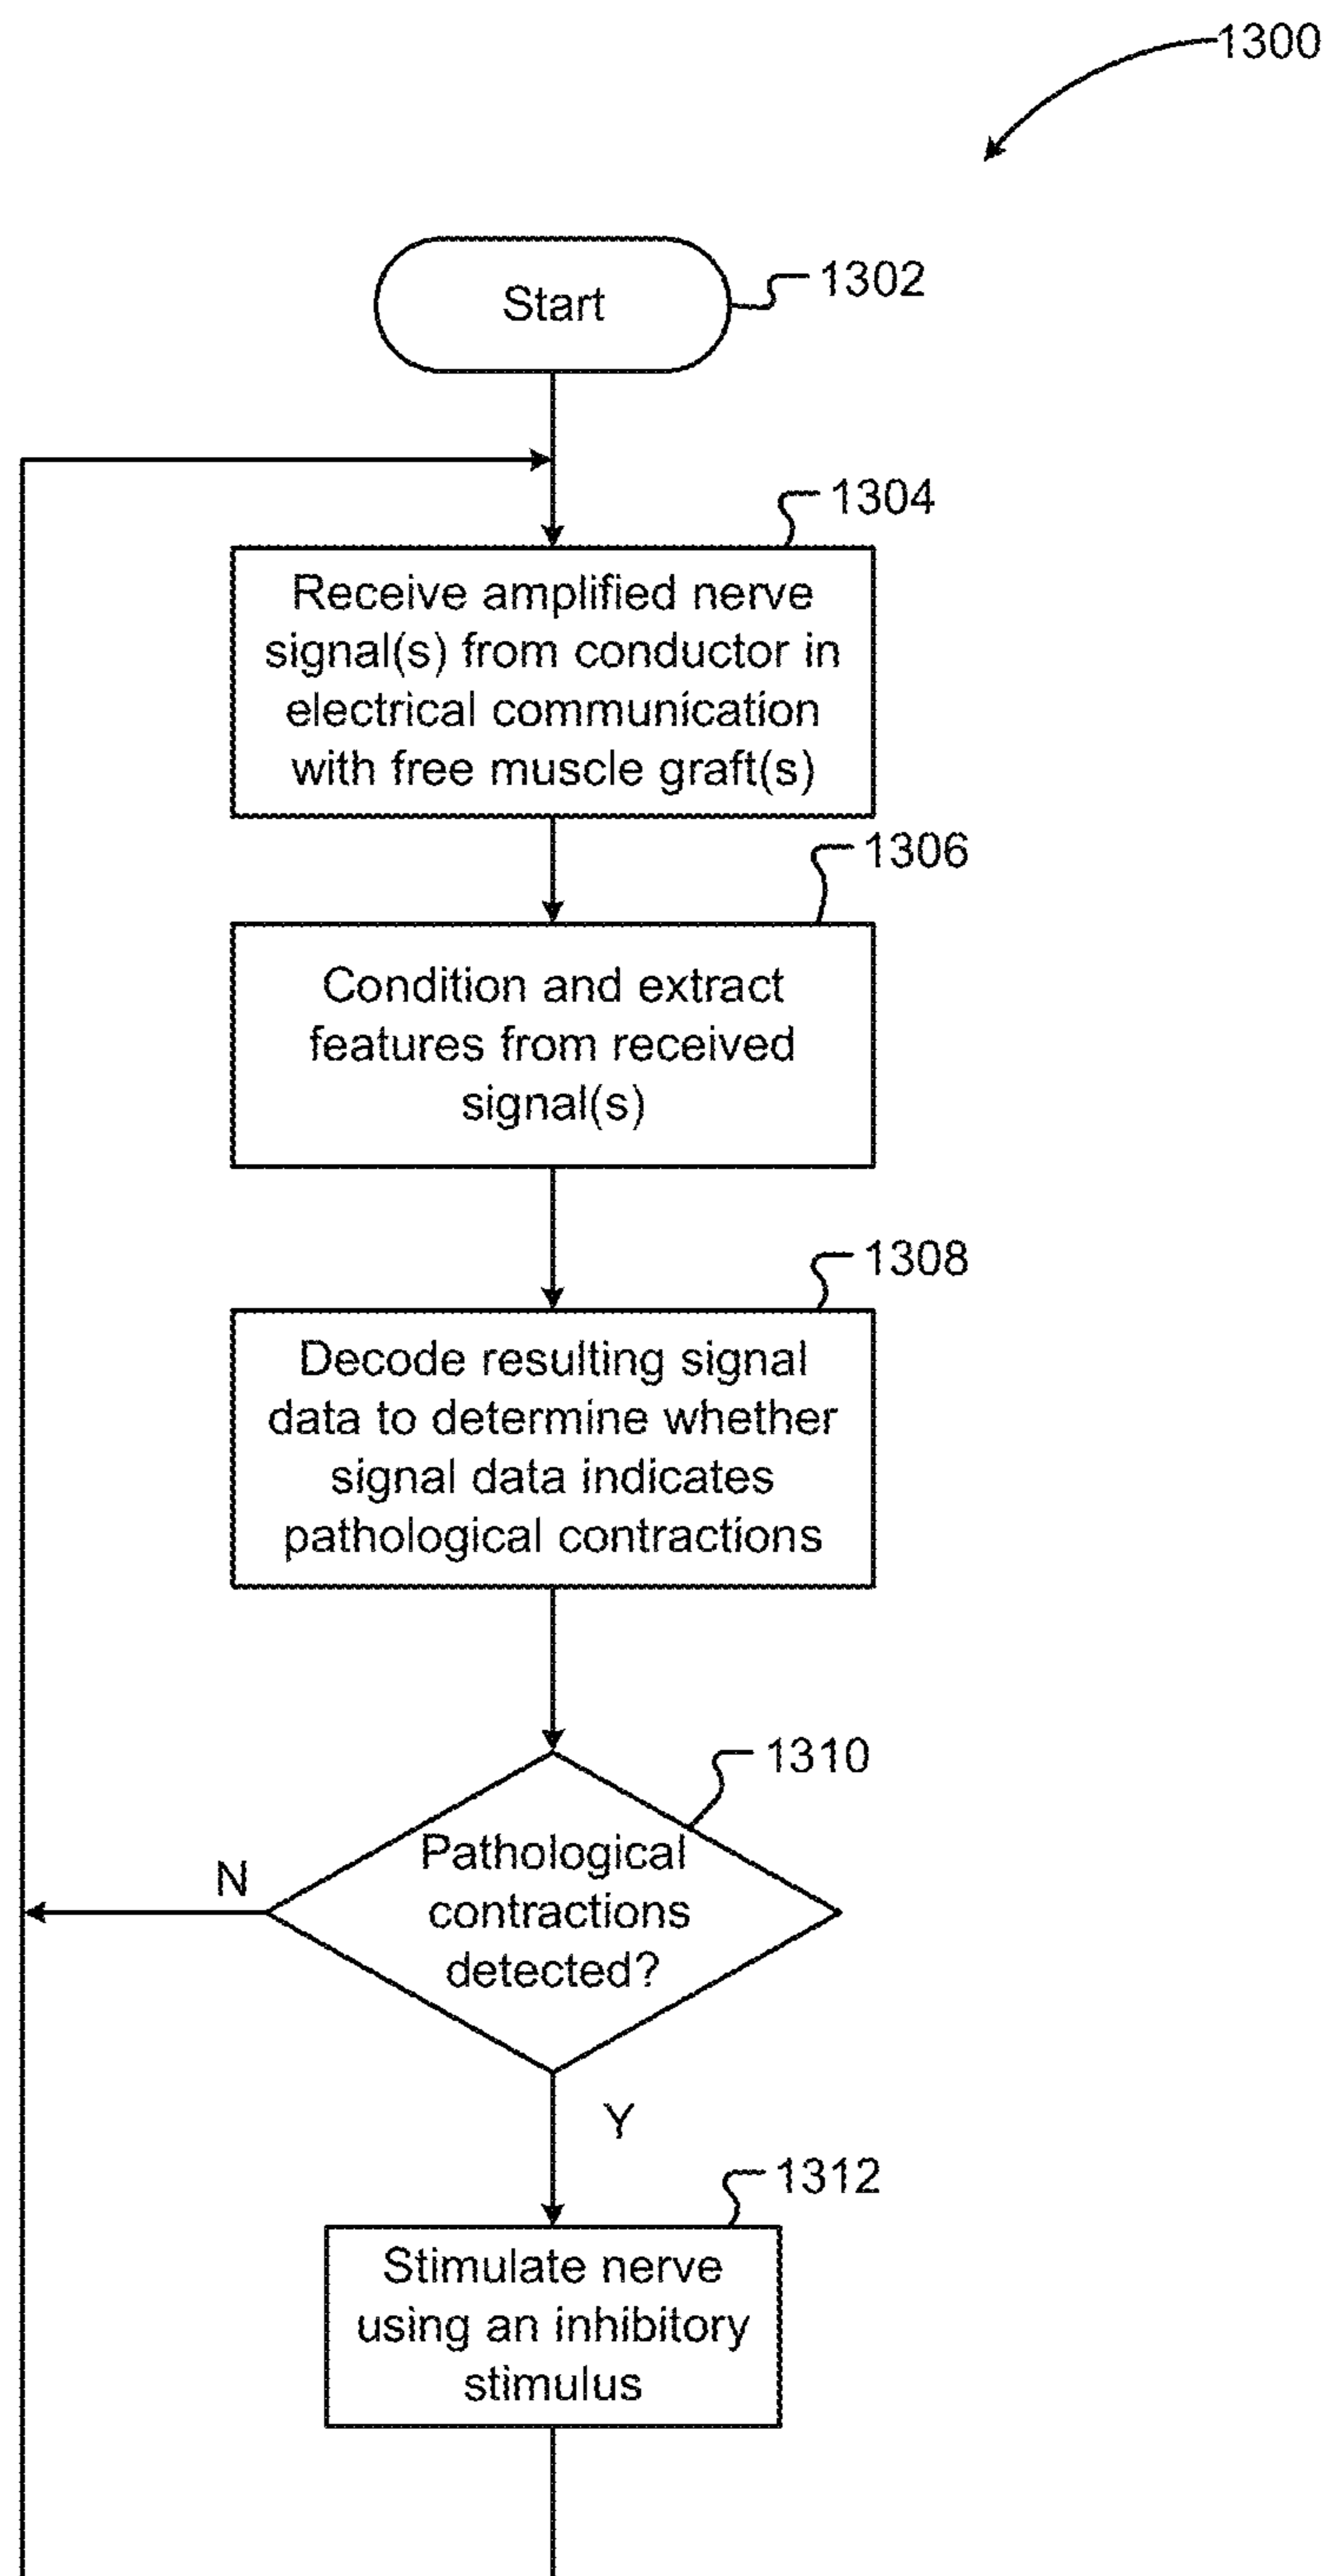 1300
Start
1302
1304
Receive amplified nerve
signal(s) from conductor in
electrical communication
with free muscle graft(s)
1306
Condition and extract
features from received
signal(s)
1308
Decode resulting signal
data to determine whether
signal data indicates
pathological contractions
1310
Pathological
contractions
detected?
N
Y
1312
Stimulate nerve
using an inhibitory
stimulus